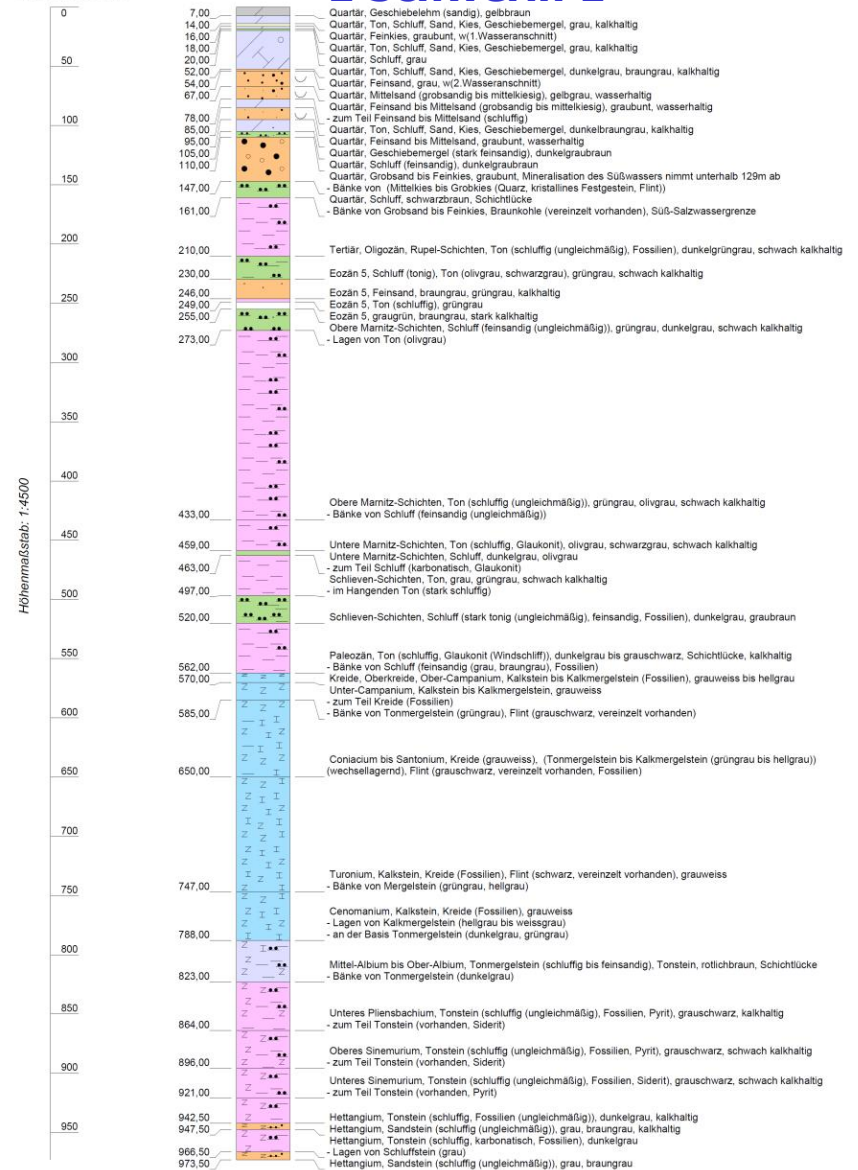 Höhenmaßstab: 1:4500
0
50
100
150
200
250
300
350
400
450
500
550
600
650
700
750
800
850
900
950
7,00
14,00
16,00
18,00
20,00
52,00
54,00
67,00
78,00
85,00
95,00
105,00
110,00
147,00
161,00
210,00
230,00
246,00
249,00
255,00
273,00
433,00
459,00
463,00
497,00
520,00
562,00
570,00
585,00
650,00
747,00
788,00
823,00
864,00
896,00
921,00
942,50
947,50
966,50
973,50
Quartär, Geschiebelehm (sandig), gelbbraun
Quartär, Ton, Schluff, Sand, Kies, Geschiebemergel, grau, kalkhaltig
Quartär, Feinkies, graubunt, w(1.Wasseranschnitt)
Quartär, Ton, Schluff, Sand, Kies, Geschiebemergel, grau, kalkhaltig
Quartär, Schluff, grau
Quartär, Ton, Schluff, Sand, Kies, Geschiebemergel, dunkelgrau, braungrau, kalkhaltig
Quartär, Feinsand, grau, w(2.Wasseranschnitt)
Quartär, Mittelsand (grobsandig bis mittelkiesig), gelbgrau, wasserhaltig
Quartär, Feinsand bis Mittelsand (grobsandig bis mittelkiesig), graubunt, wasserhaltig
- zum Teil Feinsand bis Mittelsand (schluffig)
Quartär, Ton, Schluff, Sand, Kies, Geschiebemergel, dunkelbraungrau, kalkhaltig
Quartär, Feinsand bis Mittelsand, graubunt, wasserhaltig
Quartär, Geschiebemergel (stark feinsandig), dunkelgraubraun
Quartär, Schluff (feinsandig), dunkelgraubraun
Quartär, Grobsand bis Feinkies, graubunt, Mineralisation des Süßwassers nimmt unterhalb 129m ab
- Bänke von (Mittelkies bis Grobkies (Quarz, kristallines Festgestein, Flint))
Quartär, Schluff, schwarzbraun, Schichtlücke
- Bänke von Grobsand bis Feinkies, Braunkohle (vereinzelt vorhanden), Süß-Salzwassergrenze
Tertiär, Oligozän, Rupel-Schichten, Ton (schluffig (ungleichmäßig), Fossilien), dunkelgrüngrau, schwach kalkhaltig
Eozän 5, Schluff (tonig), Ton (olivgrau, schwarzgrau), grüngrau, schwach kalkhaltig
Eozän 5, Feinsand, braungrau, grüngrau, kalkhaltig
Eozän 5, Ton (schluffig), grüngrau
Eozän 5, graugrün, braungrau, stark kalkhaltig
Obere Marnitz-Schichten, Schluff (feinsandig (ungleichmäßig)), grüngrau, dunkelgrau, schwach kalkhaltig
- Lagen von Ton (olivgrau)
Obere Marnitz-Schichten, Ton (schluffig (ungleichmäßig)), grüngrau, olivgrau, schwach kalkhaltig
- Bänke von Schluff (feinsandig (ungleichmäßig))
Untere Marnitz-Schichten, Ton (schluffig, Glaukonit), olivgrau, schwarzgrau, schwach kalkhaltig
Untere Marnitz-Schichten, Schluff, dunkelgrau, olivgrau
- zum Teil Schluff (karbonatisch, Glaukonit)
Schlieven-Schichten, Ton, grau, grüngrau, schwach kalkhaltig
- im Hangenden Ton (stark schluffig)
Schlieven-Schichten, Schluff (stark tonig (ungleichmäßig), feinsandig, Fossilien), dunkelgrau, graubraun
Paleozän, Ton (schluffig, Glaukonit (Windschliff)), dunkelgrau bis grauschwarz, Schichtlücke, kalkhaltig
- Bänke von Schluff (feinsandig (grau, braungrau), Fossilien)
Kreide, Oberkreide, Ober-Campanium, Kalkstein bis Kalkmergelstein (Fossilien), grauweiss bis hellgrau
Unter-Campanium, Kalkstein bis Kalkmergelstein, grauweiss
- zum Teil Kreide (Fossilien)
- Bänke von Tonmergelstein (grüngrau), Flint (grauschwarz, vereinzelt vorhanden)
Coniacium bis Santonium, Kreide (grauweiss), (Tonmergelstein bis Kalkmergelstein (grüngrau bis hellgrau))
(wechsellagernd), Flint (grauschwarz, vereinzelt vorhanden, Fossilien)
Turonium, Kalkstein, Kreide (Fossilien), Flint (schwarz, vereinzelt vorhanden), grauweiss
- Bänke von Mergelstein (grüngrau, hellgrau)
Cenomanium, Kalkstein, Kreide (Fossilien), grauweiss
- Lagen von Kalkmergelstein (hellgrau bis weissgrau)
- an der Basis Tonmergelstein (dunkelgrau, grüngrau)
Mittel-Albium bis Ober-Albium, Tonmergelstein (schluffig bis feinsandig), Tonstein, rotlichbraun, Schichtlücke
- Bänke von Tonmergelstein (dunkelgrau)
Unteres Pliensbachium, Tonstein (schluffig (ungleichmäßig), Fossilien, Pyrit), grauschwarz, kalkhaltig
- zum Teil Tonstein (vorhanden, Siderit)
Oberes Sinemurium, Tonstein (schluffig (ungleichmäßig), Fossilien, Pyrit), grauschwarz, schwach kalkhaltig
- zum Teil Tonstein (vorhanden, Siderit)
Unteres Sinemurium, Tonstein (schluffig (ungleichmäßig), Fossilien, Siderit), grauschwarz, schwach kalkhaltig
- zum Teil Tonstein (vorhanden, Pyrit)
Hettangium, Tonstein (schluffig, Fossilien (ungleichmäßig)), dunkelgrau, kalkhaltig
Hettangium, Sandstein (schluffig (ungleichmäßig)), grau, braungrau, kalkhaltig
Hettangium, Tonstein (schluffig, karbonatisch, Fossilien), dunkelgrau
- Lagen von Schluffstein (grau)
Hettangium, Sandstein (schluffig (ungleichmäßig)), grau, braungrau